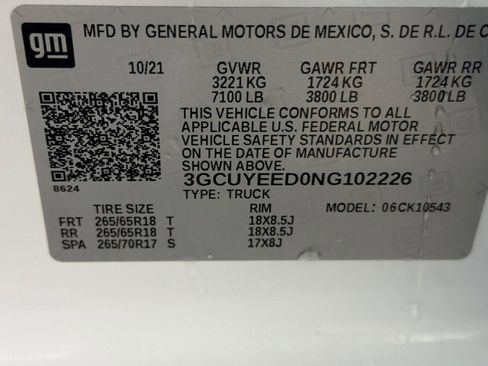 gm MFD BY GENERAL MOTORS DE MEXICO, S. DE R.L. DE C
10/21 GVWR GAWR FRT GAWR RR
3221 KG 1724 KG 1724 KG
7100 LB 3800 LB 3800 LB
THIS VEHICLE CONFORMS TO ALL
APPLICABLE U.S. FEDERAL MOTOR
VEHICLE SAFETY STANDARDS IN EFFECT
ON THE DATE OF MANUFACTURE
SHOWN ABOVE.
8624 3GCUYEED0NG102226
TYPE: TRUCK
TIRE SIZE RIM MODEL: 06CK10543
FRT 265/65R18 T 18X8.5J
RR 265/65R18 T 18X8.5J
SPA 265/70R17 S 17X8J